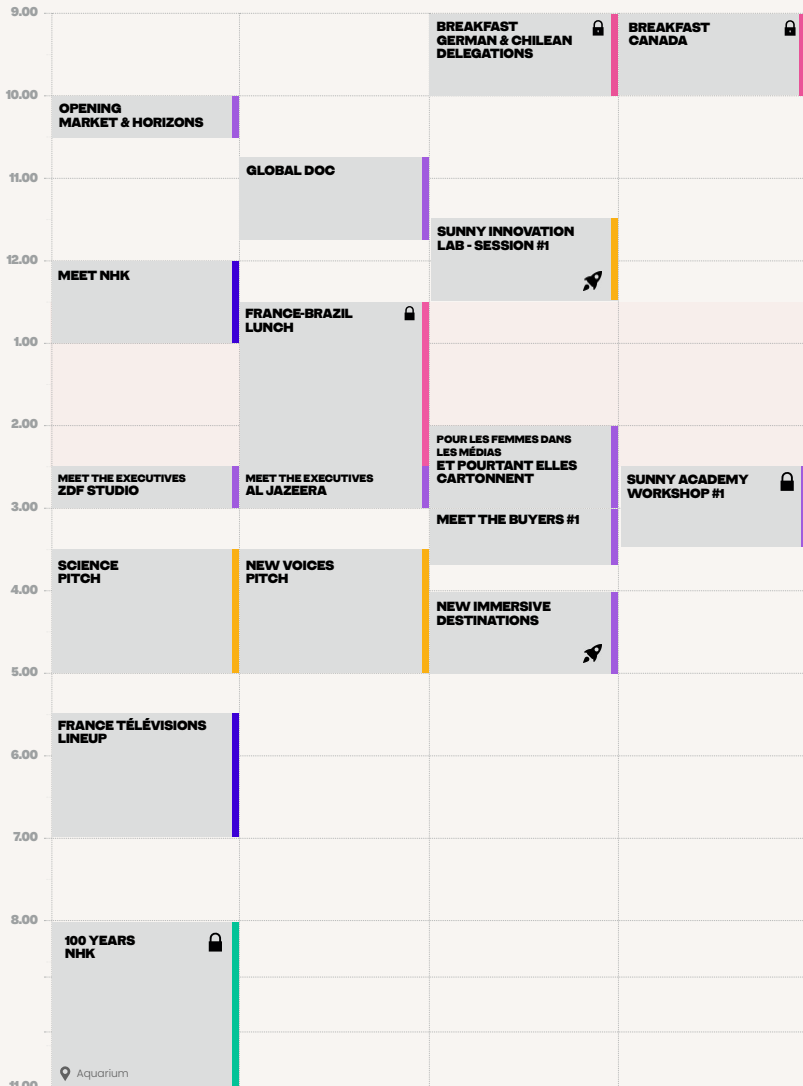 9.00
BREAKFAST
GERMAN & CHILEAN
DELEGATIONS
BREAKFAST
CANADA
10.00
OPENING
MARKET & HORIZONS
GLOBAL DOC
11.00
SUNNY INNOVATION
LAB - SESSION #1
12.00
MEET NHK
FRANCE-BRAZIL
LUNCH
1.00
2.00
POUR LES FEMMES DANS
LES MÉDIAS
ET POURTANT ELLES
CARTONNENT
MEET THE EXECUTIVES
ZDF STUDIO
MEET THE EXECUTIVES
AL JAZEERA
SUNNY ACADEMY
WORKSHOP #1
3.00
MEET THE BUYERS #1
SCIENCE
PITCH
NEW VOICES
PITCH
4.00
NEW IMMERSIVE
DESTINATIONS
5.00
FRANCE TÉLÉVISIONS
LINEUP
6.00
7.00
8.00
100 YEARS
NHK
Aquarium
11.00